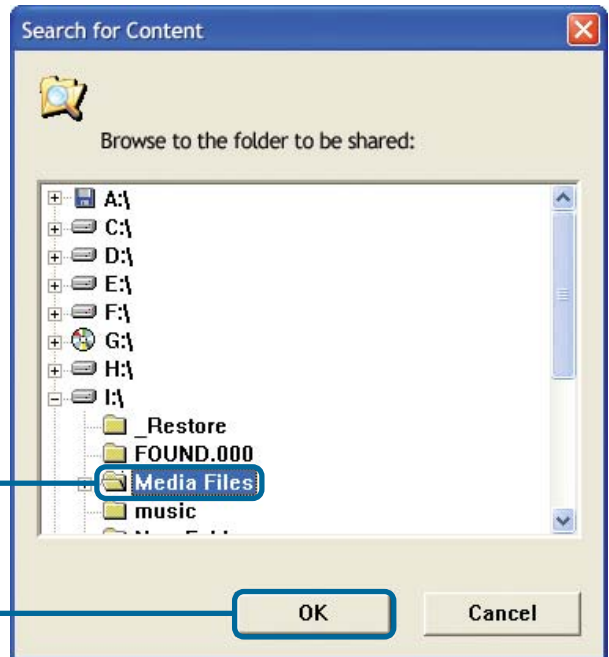 Search for Content
Browse to the folder to be shared:
A:\
C:\
D:\
E:\
F:\
G:\
H:\
I:\
_Restore
FOUND.000
Media Files
music
OK
Cancel